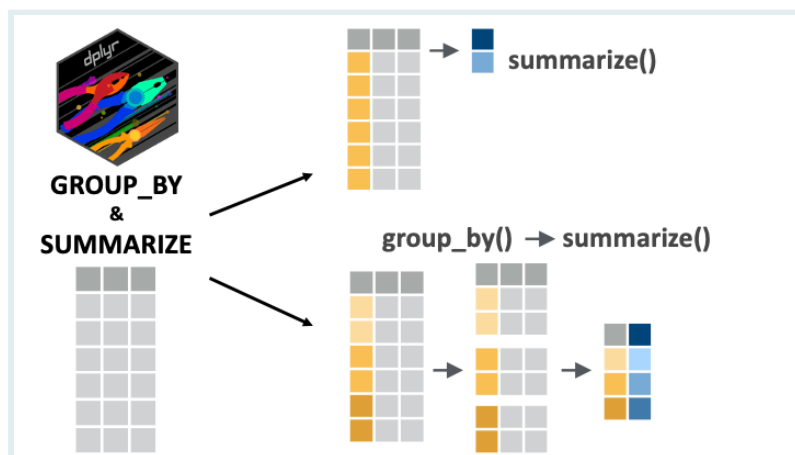 dplyr
GROUP_BY
&
SUMMARIZE
summarize()
group_by() → summarize()